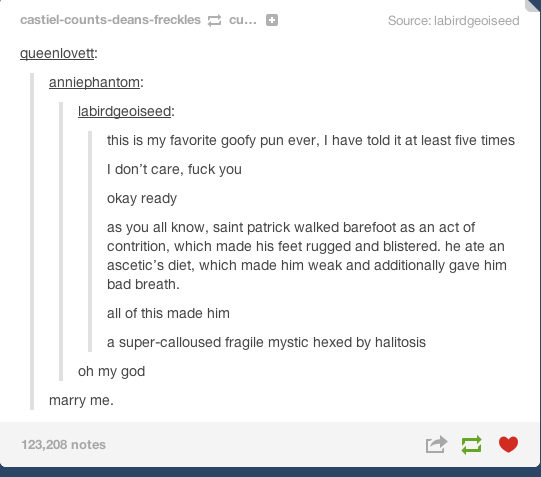 castiel-counts-deans-freckles cu...
Source: labirdgeoiseed
queenlovett:
anniephantom:
labirdgeoiseed:
this is my favorite goofy pun ever, I have told it at least five times
I don't care, fuck you
okay ready
as you all know, saint patrick walked barefoot as an act of
contrition, which made his feet rugged and blistered. he ate an
ascetic's diet, which made him weak and additionally gave him
bad breath.
all of this made him
a super-calloused fragile mystic hexed by halitosis
oh my god
marry me.
123,208 notes